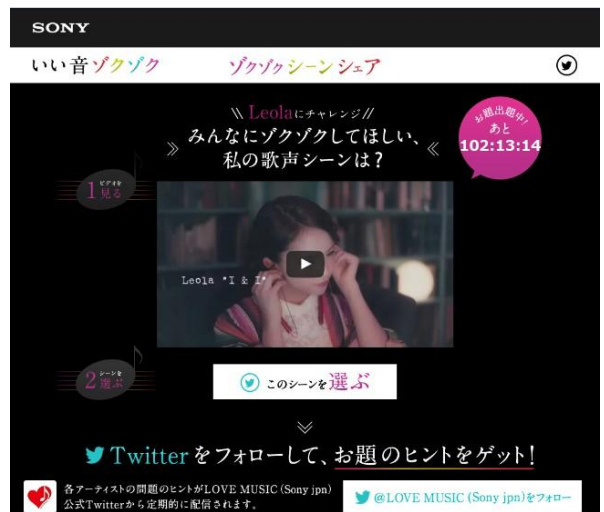 SONY
いい音ゾクゾク
ゾクゾクシーンシェア
\\ Leolaにチャレンジ //
みんなにゾクゾクしてほしい、
私の歌声シーンは？
お題出題中！
あと
102:13:14
1 ビデオを見る
Leola "I & I"
2 シーンを選ぶ
このシーンを選ぶ
Twitterをフォローして、お題のヒントをゲット!
各アーティストの問題のヒントがLOVE MUSIC (Sony jpn)
公式Twitterから定期的に配信されます。
@LOVE MUSIC (Sony jpn)をフォロー